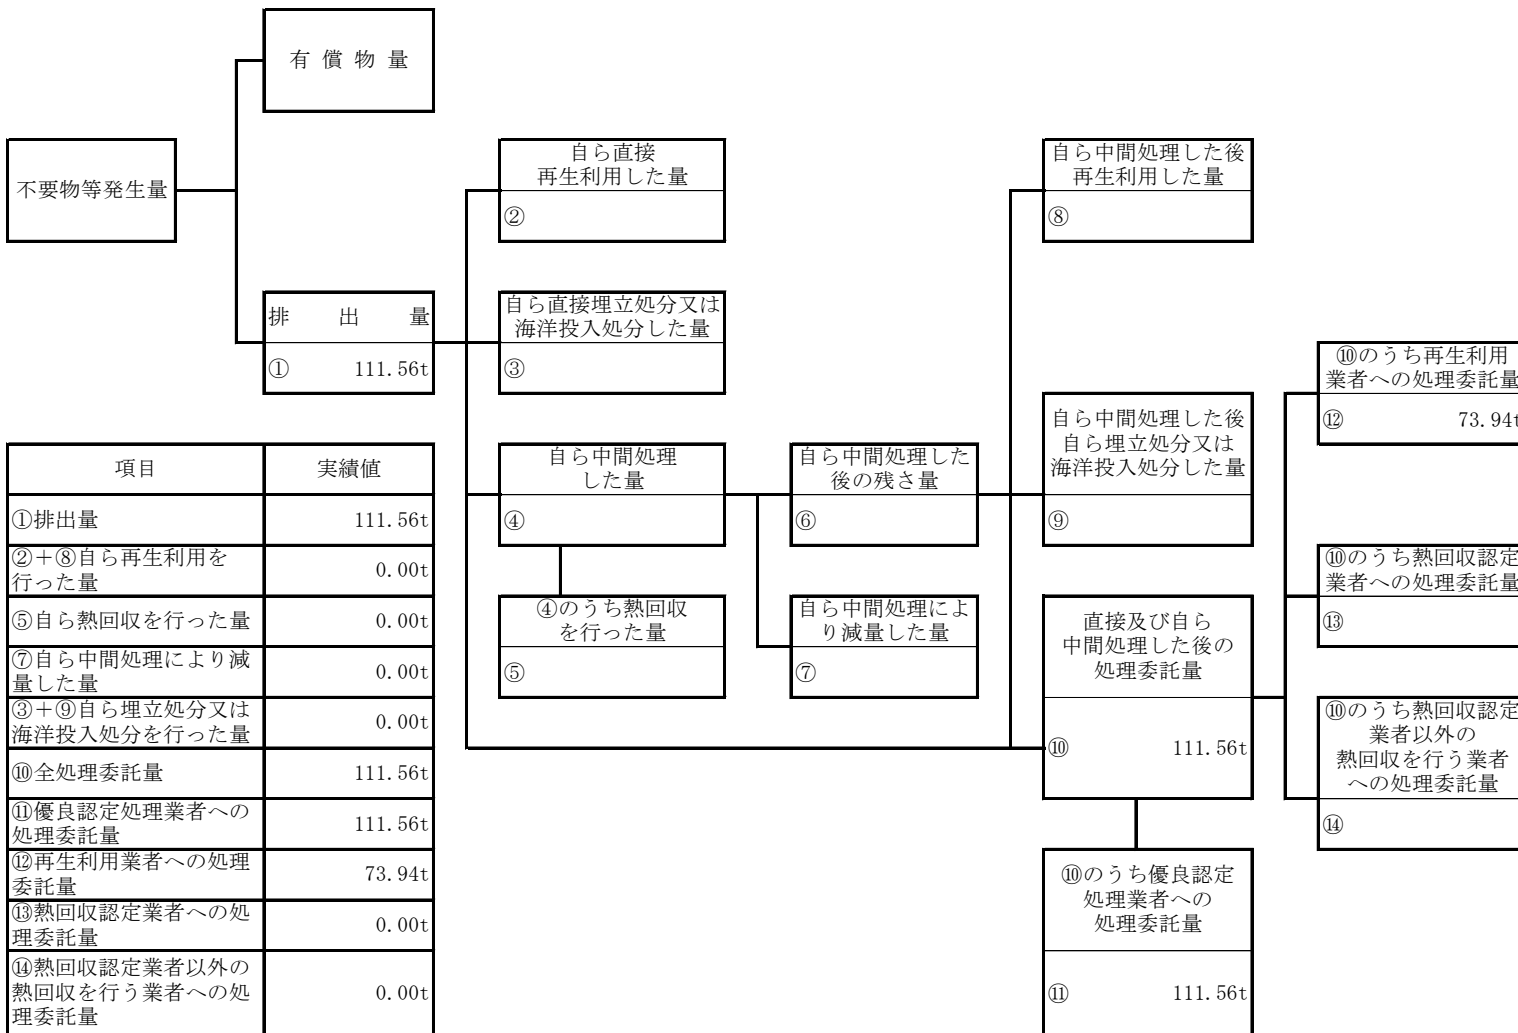 有 償 物 量
不要物等発生量
自ら直接
再生利用した量
②
自ら中間処理した後
再生利用した量
⑧
排 出 量
① 111.56t
自ら直接埋立処分又は
海洋投入処分した量
③
⑩のうち再生利用
業者への処理委託量
⑫ 73.94t
自ら中間処理した後
自ら埋立処分又は
海洋投入処分した量
⑨
自ら中間処理
した量
④
自ら中間処理した
後の残さ量
⑥
⑩のうち熱回収認定
業者への処理委託量
⑬
④のうち熱回収
を行った量
⑤
自ら中間処理によ
り減量した量
⑦
直接及び自ら
中間処理した後の
処理委託量
⑩ 111.56t
⑩のうち熱回収認定
業者以外の
熱回収を行う業者
への処理委託量
⑭
⑩のうち優良認定
処理業者への
処理委託量
⑪ 111.56t
項目 実績値
①排出量 111.56t
②＋⑧自ら再生利用を
行った量 0.00t
⑤自ら熱回収を行った量 0.00t
⑦自ら中間処理により減
量した量 0.00t
③＋⑨自ら埋立処分又は
海洋投入処分を行った量 0.00t
⑩全処理委託量 111.56t
⑪優良認定処理業者への
処理委託量 111.56t
⑫再生利用業者への処理
委託量 73.94t
⑬熱回収認定業者への処
理委託量 0.00t
⑭熱回収認定業者以外の
熱回収を行う業者への処
理委託量 0.00t